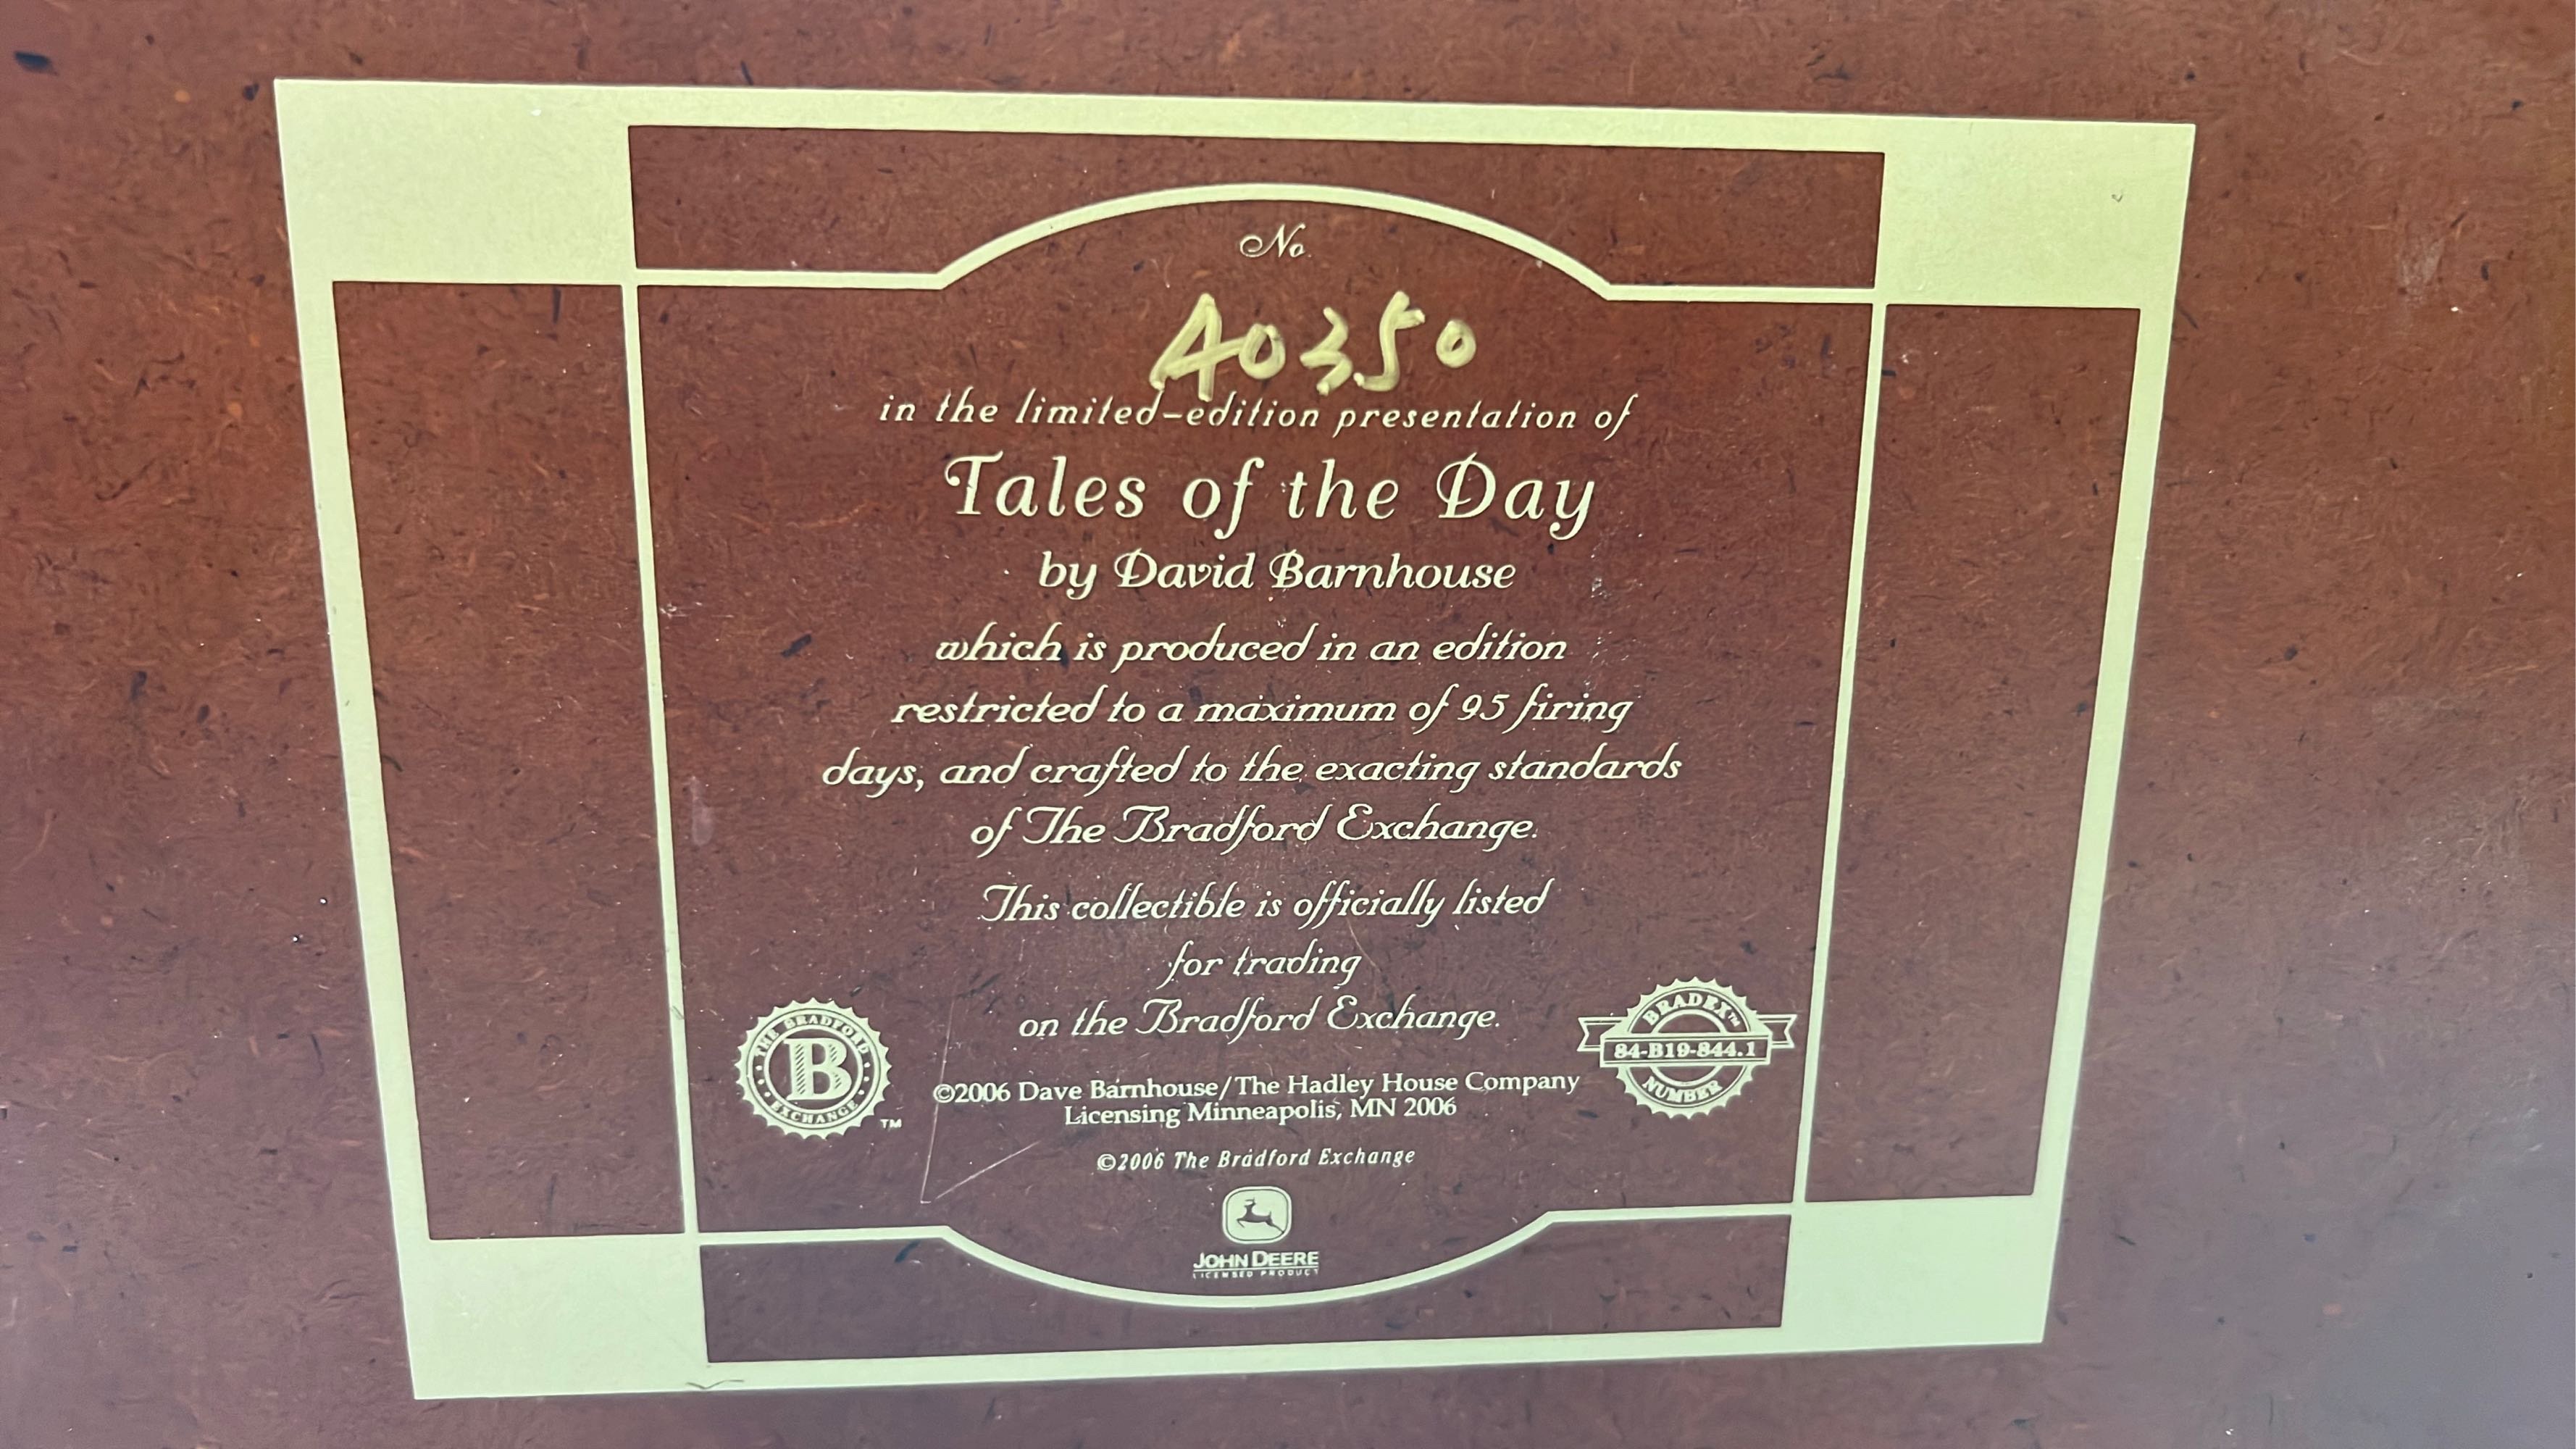 No.
A0350
in the limited-edition presentation of
Tales of the Day
by David Barnhouse
which is produced in an edition
restricted to a maximum of 95 firing
days, and crafted to the exacting standards
of The Bradford Exchange.
This collectible is officially listed
for trading
on the Bradford Exchange.
THE BRADFORD
B
EXCHANGE
TM
BRADEX™
84-B19-844.1
NUMBER
©2006 Dave Barnhouse/The Hadley House Company
Licensing Minneapolis, MN 2006
©2006 The Bradford Exchange
JOHN DEERE
LICENSED PRODUCT